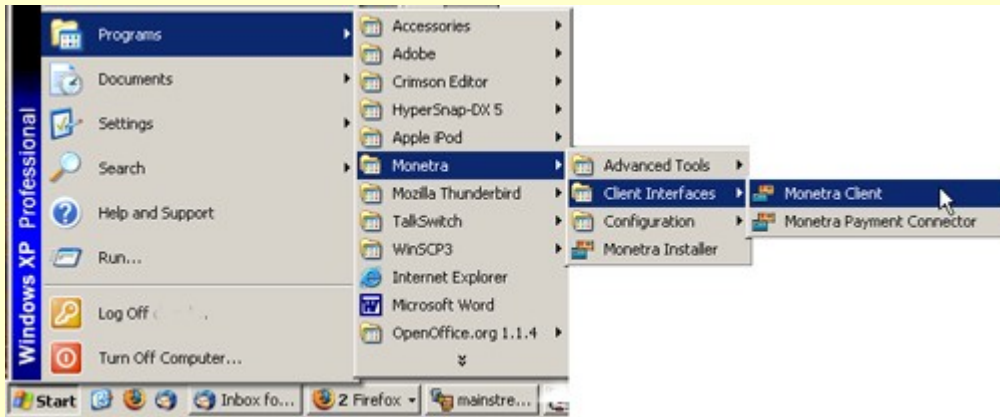 Windows XP Professional
Programs
Documents
Settings
Search
Help and Support
Run...
Log Off
Turn Off Computer...
Accessories
Adobe
Crimson Editor
HyperSnap-DX 5
Apple iPod
Monetra
Mozilla Thunderbird
TalkSwitch
WinSCP3
Internet Explorer
Microsoft Word
OpenOffice.org 1.1.4
Advanced Tools
Client Interfaces
Configuration
Monetra Installer
Monetra Client
Monetra Payment Connector
Start
Inbox fo...
2 Firefox
mainstre...